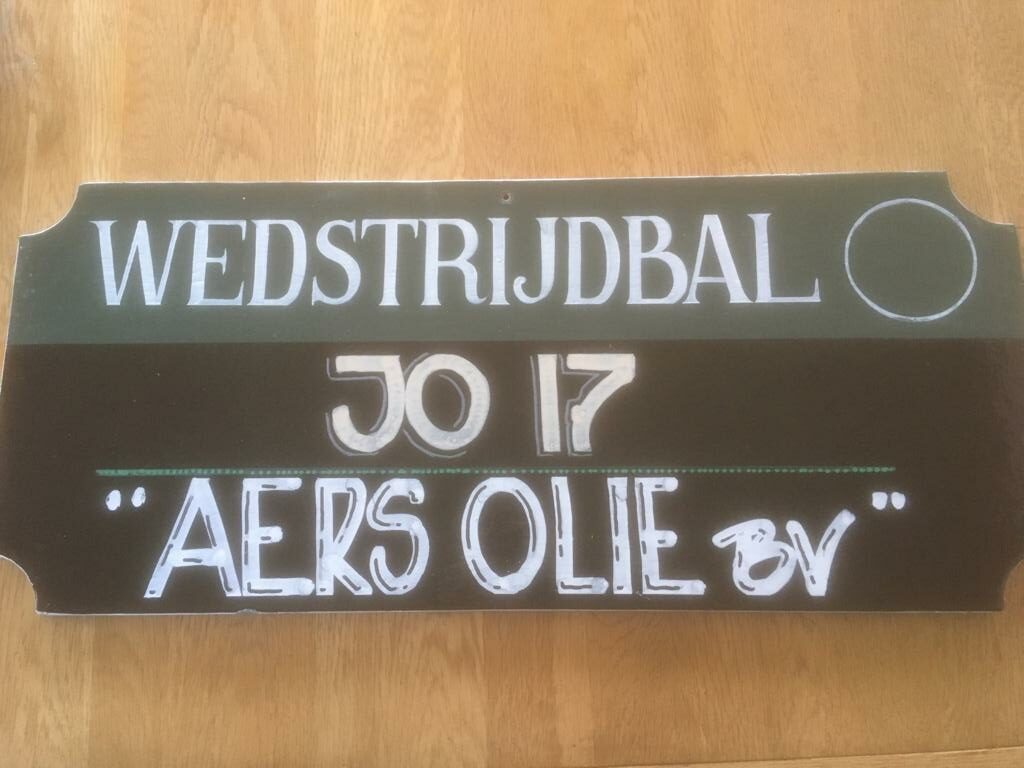 WEDSTRIJDBAL
JO 17
"AERS OLIE BV"